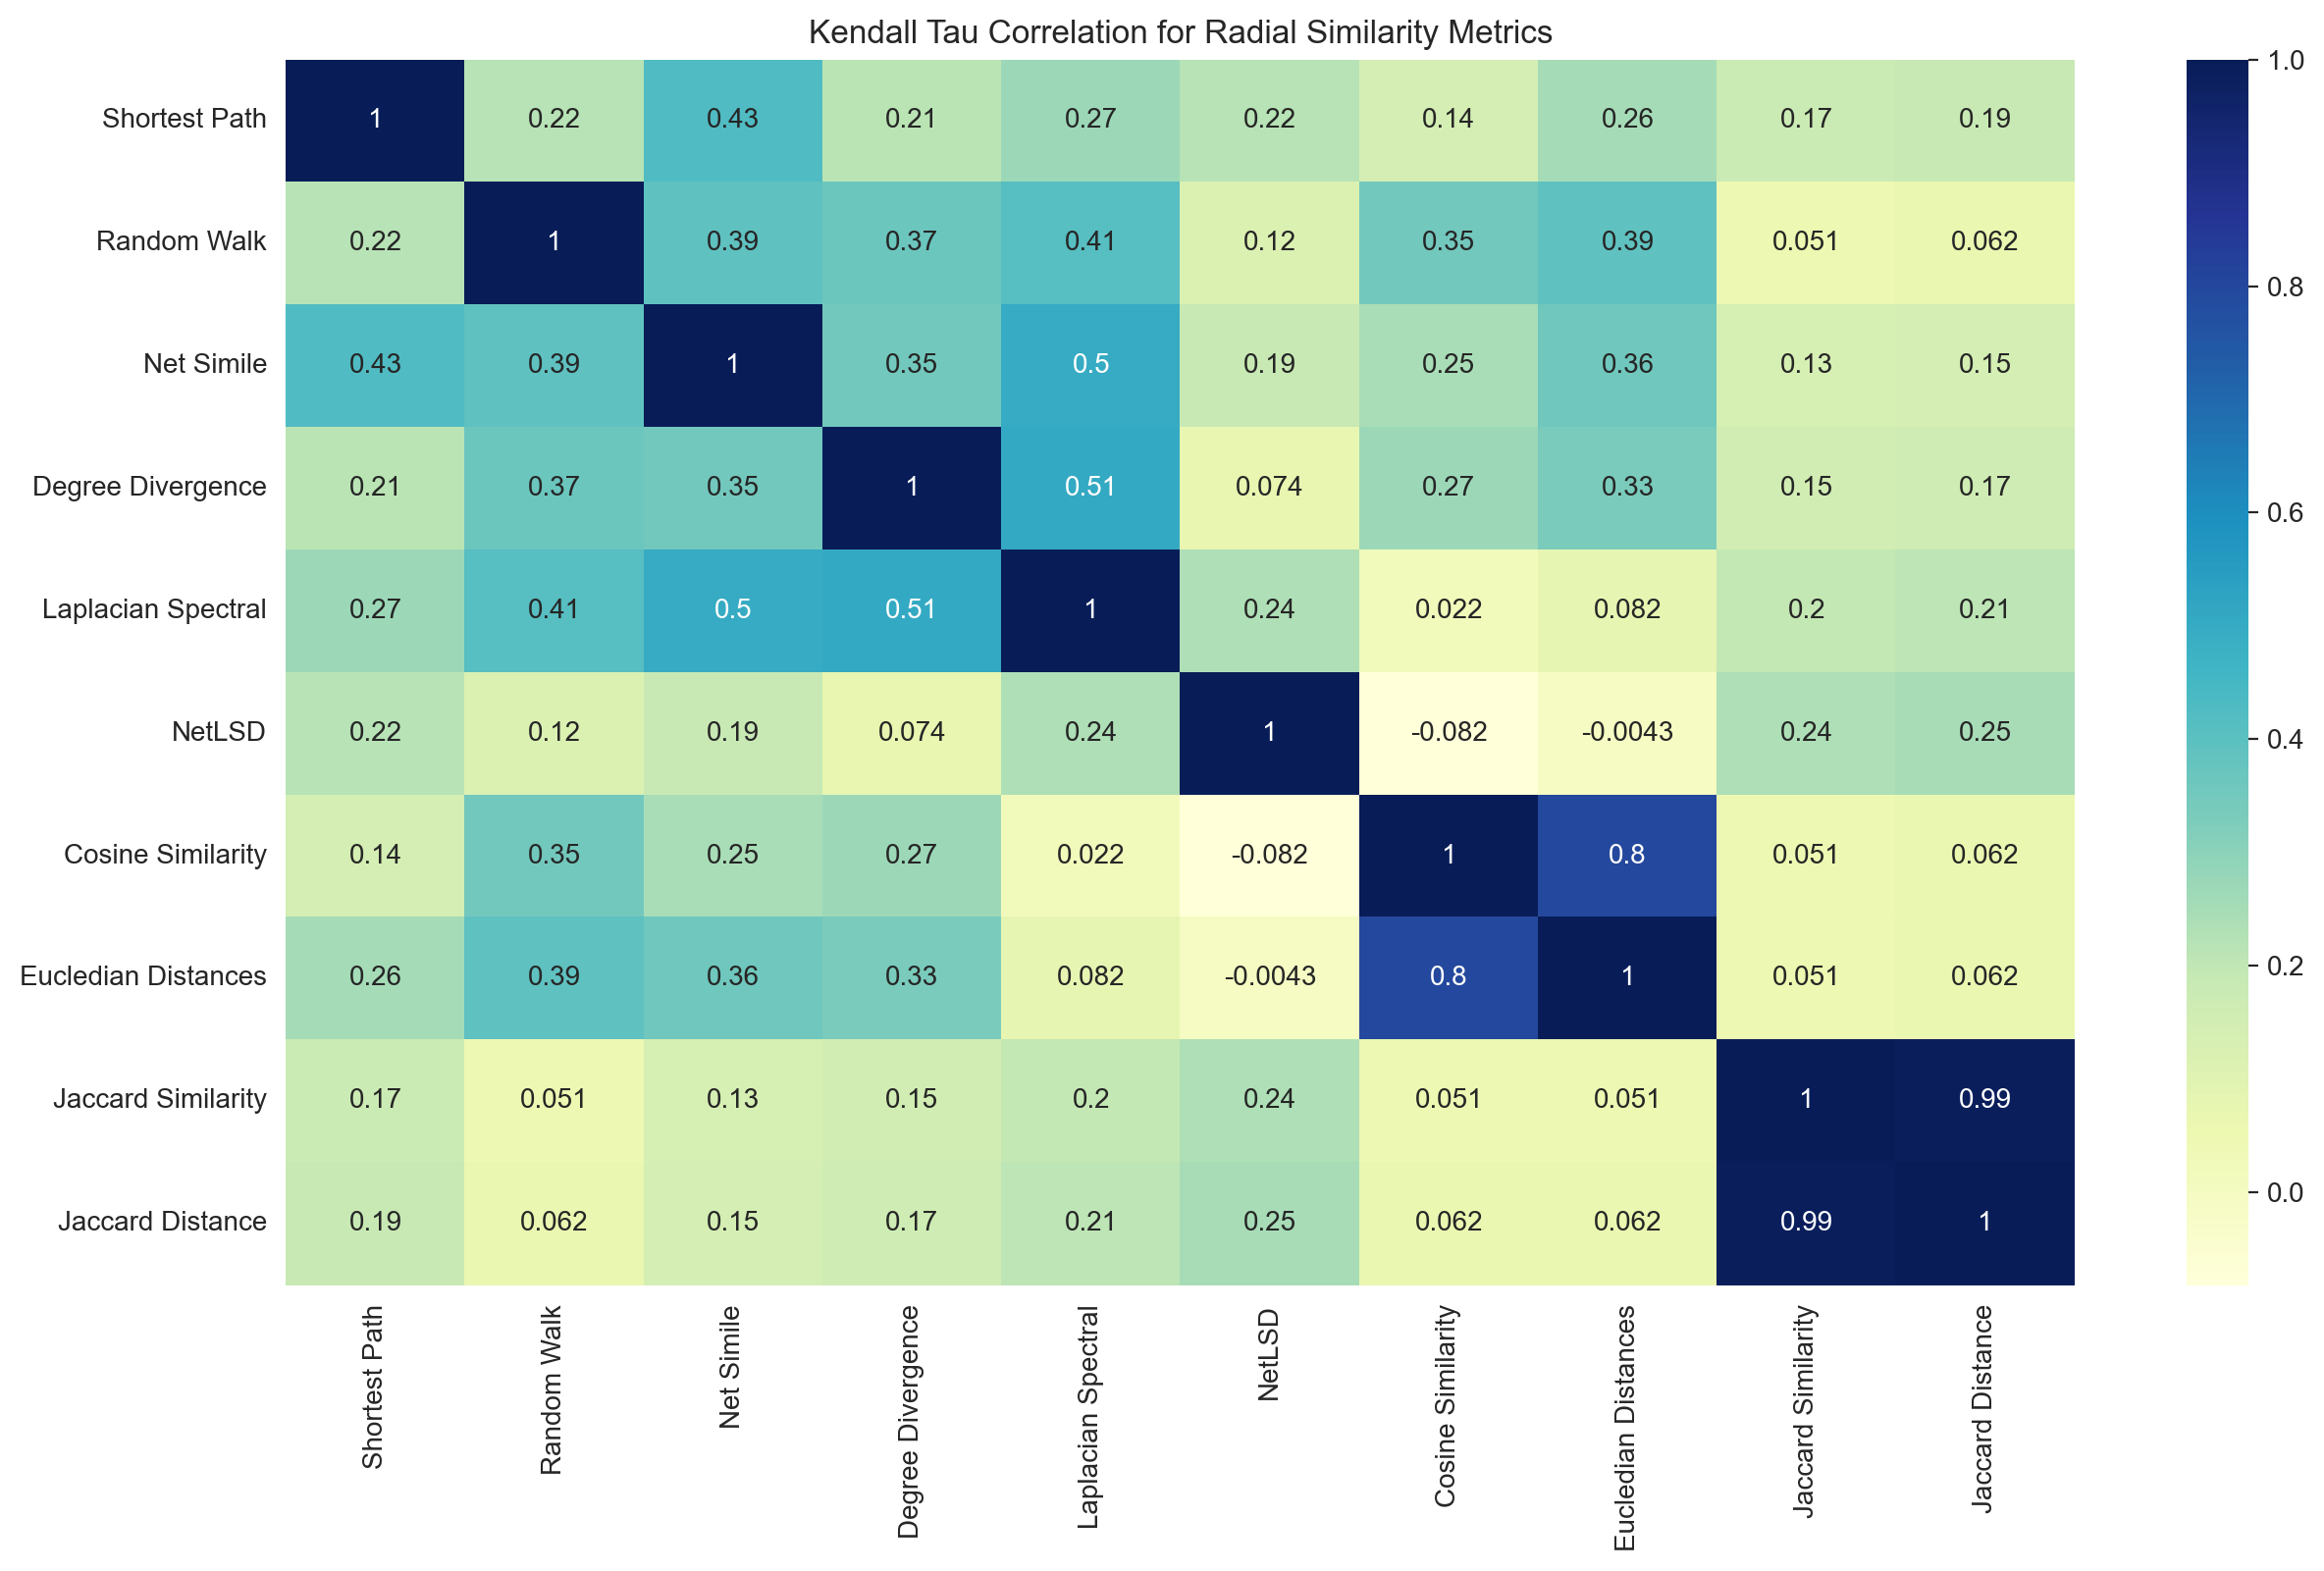 Kendall Tau Correlation for Radial Similarity Metrics
Shortest Path 1 0.22 0.43 0.21 0.27 0.22 0.14 0.26 0.17 0.19
Random Walk 0.22 1 0.39 0.37 0.41 0.12 0.35 0.39 0.051 0.062
Net Simile 0.43 0.39 1 0.35 0.5 0.19 0.25 0.36 0.13 0.15
Degree Divergence 0.21 0.37 0.35 1 0.51 0.074 0.27 0.33 0.15 0.17
Laplacian Spectral 0.27 0.41 0.5 0.51 1 0.24 0.022 0.082 0.2 0.21
NetLSD 0.22 0.12 0.19 0.074 0.24 1 -0.082 -0.0043 0.24 0.25
Cosine Similarity 0.14 0.35 0.25 0.27 0.022 -0.082 1 0.8 0.051 0.062
Eucledian Distances 0.26 0.39 0.36 0.33 0.082 -0.0043 0.8 1 0.051 0.062
Jaccard Similarity 0.17 0.051 0.13 0.15 0.2 0.24 0.051 0.051 1 0.99
Jaccard Distance 0.19 0.062 0.15 0.17 0.21 0.25 0.062 0.062 0.99 1
Shortest Path
Random Walk
Net Simile
Degree Divergence
Laplacian Spectral
NetLSD
Cosine Similarity
Eucledian Distances
Jaccard Similarity
Jaccard Distance
1.0
0.8
0.6
0.4
0.2
0.0